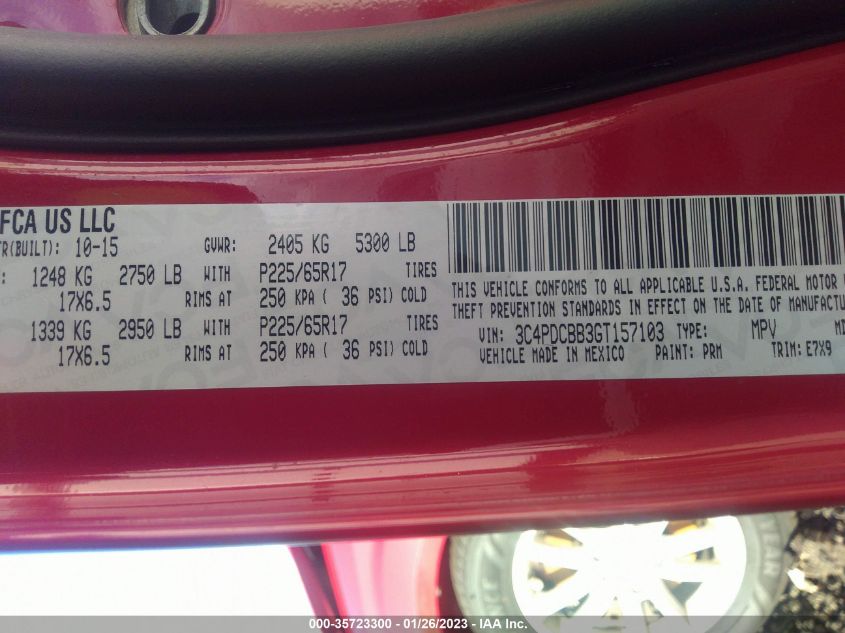 FCA US LLC
TR(BUILT): 10-15 GVWR: 2405 KG 5300 LB
: 1248 KG 2750 LB WITH P225/65R17 TIRES
17X6.5 RIMS AT 250 KPA ( 36 PSI) COLD
1339 KG 2950 LB WITH P225/65R17 TIRES
17X6.5 RIMS AT 250 KPA ( 36 PSI) COLD
THIS VEHICLE CONFORMS TO ALL APPLICABLE U.S.A. FEDERAL MOTOR
THEFT PREVENTION STANDARDS IN EFFECT ON THE DATE OF MANUFACTU
VIN: 3C4PDCBB3GT157103 TYPE: MPV MD
VEHICLE MADE IN MEXICO PAINT: PRM TRIM: E7X9
000-35723300 - 01/26/2023 - IAA Inc.